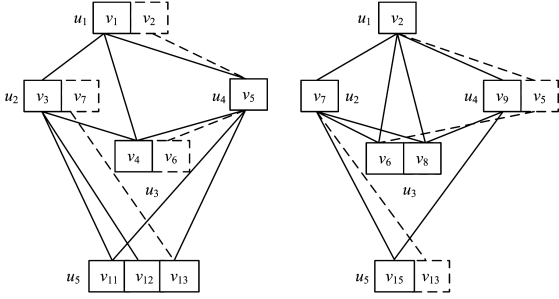 u₁ v₁ v₂ u₁ v₂
u₂ v₃ v₇ u₄ v₅ v₇ u₂ u₄ v₉ v₅
v₄ v₆ v₆ v₈
u₃ u₃
u₅ v₁₁ v₁₂ v₁₃ u₅ v₁₅ v₁₃